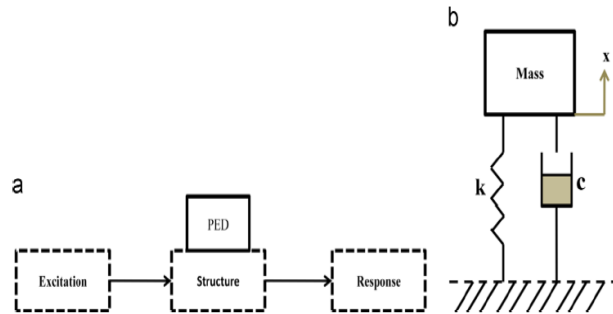 a
PED
Excitation
Structure
Response
b
Mass
x
k
c